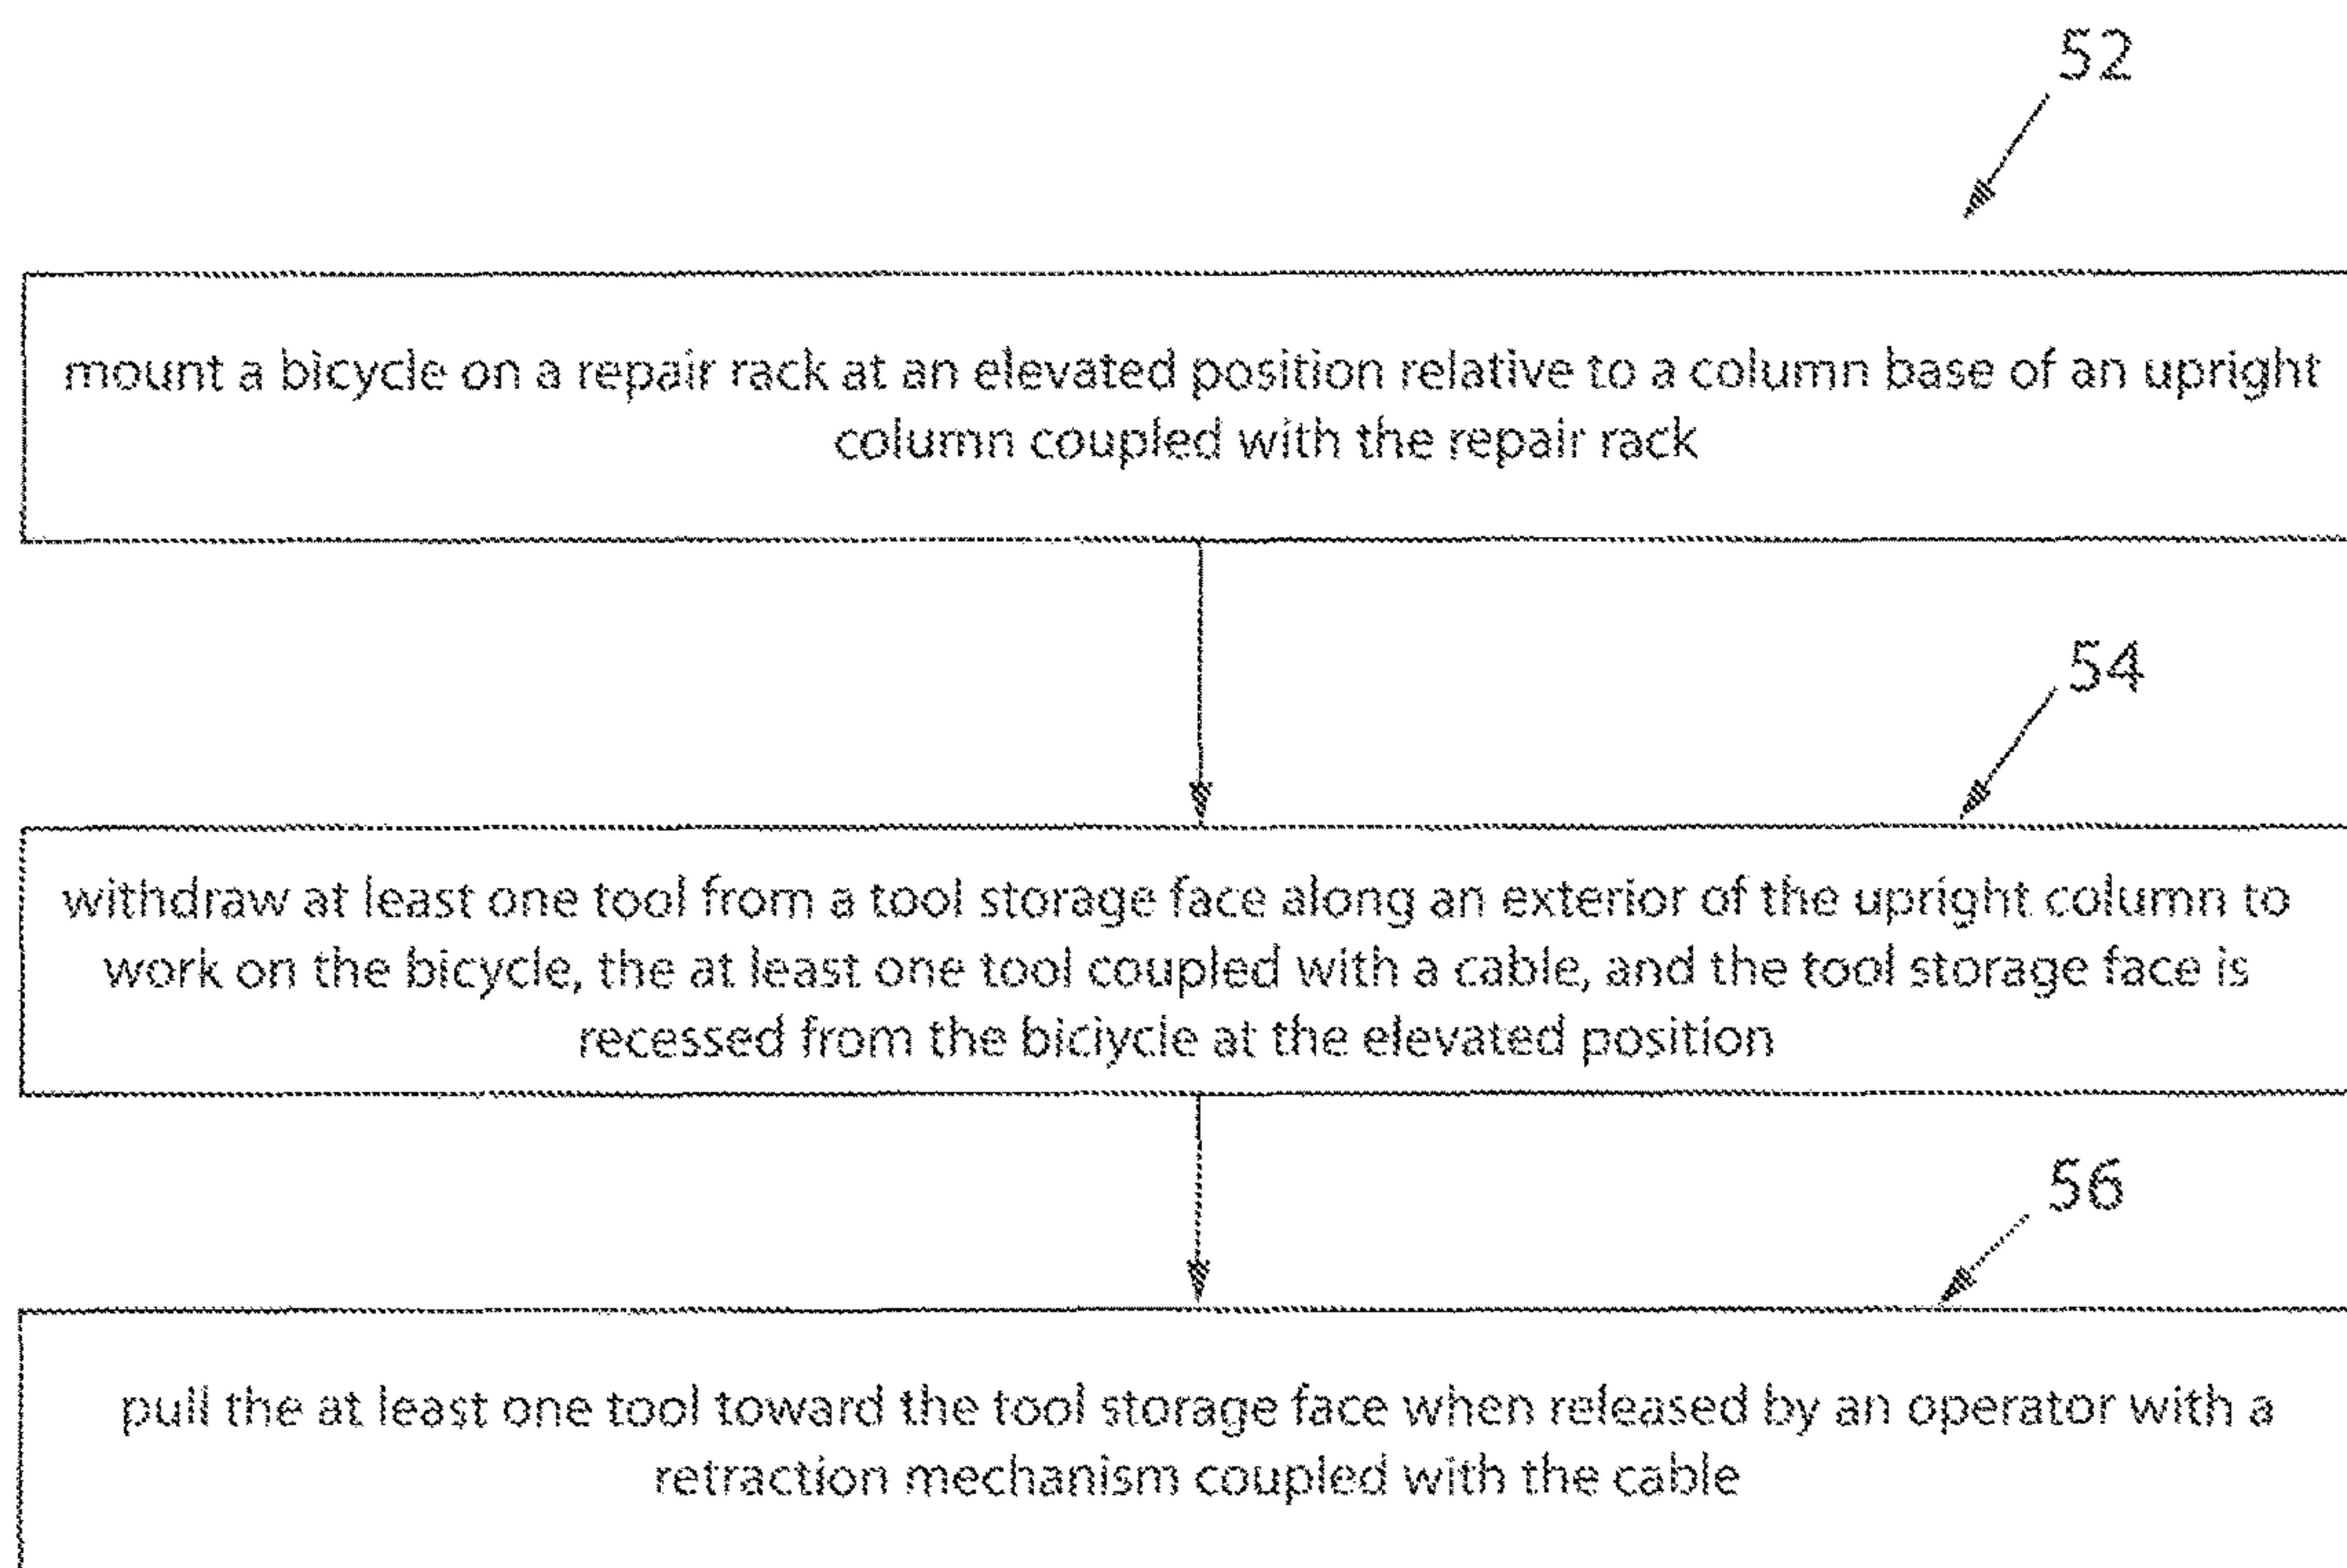 52
mount a bicycle on a repair rack at an elevated position relative to a column base of an upright
column coupled with the repair rack
54
withdraw at least one tool from a tool storage face along an exterior of the upright column to
work on the bicycle, the at least one tool coupled with a cable, and the tool storage face is
recessed from the biciycle at the elevated position
56
pull the at least one tool toward the tool storage face when released by an operator with a
retraction mechanism coupled with the cable